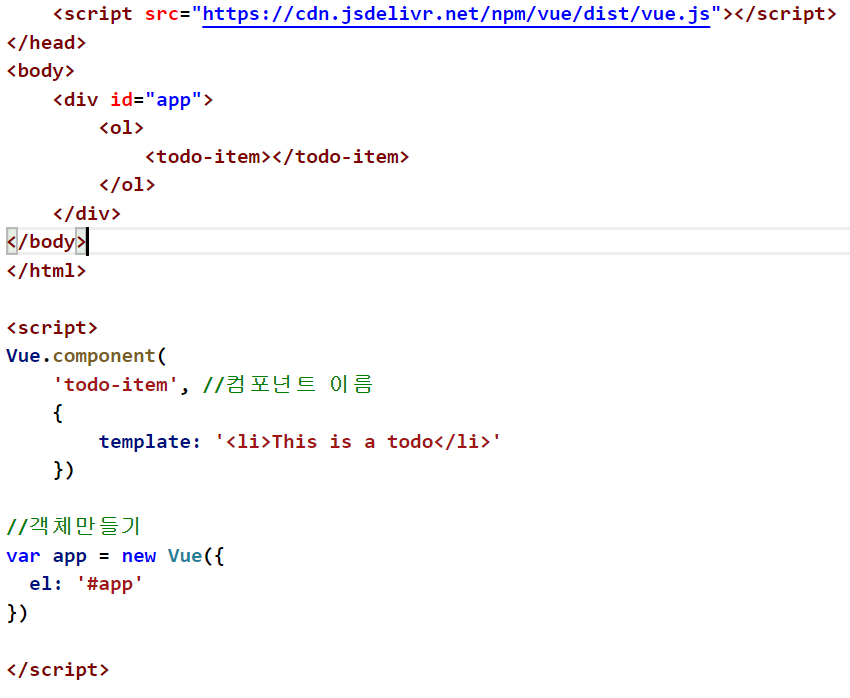 <script src="https://cdn.jsdelivr.net/npm/vue/dist/vue.js"></script>
</head>
<body>
    <div id="app">
        <ol>
            <todo-item></todo-item>
        </ol>
    </div>
</body>
</html>

<script>
Vue.component(
    'todo-item', //컴포넌트 이름
    {
        template: '<li>This is a todo</li>'
    })

//객체만들기
var app = new Vue({
  el: '#app'
})

</script>